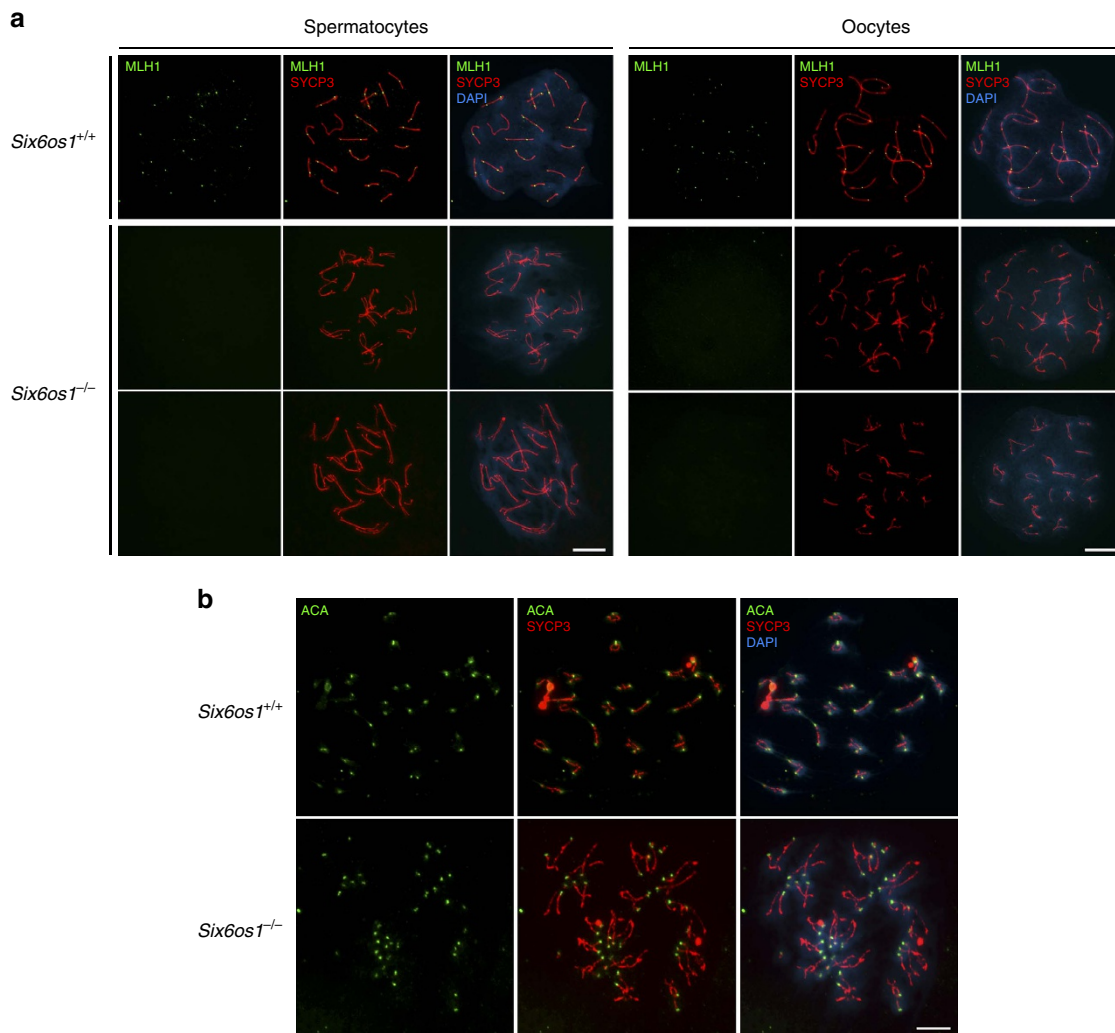 a
Spermatocytes
Oocytes
MLH1
MLH1
SYCP3
MLH1
SYCP3
DAPI
MLH1
MLH1
SYCP3
MLH1
SYCP3
DAPI
Six6os1+/+
Six6os1–/–
b
ACA
ACA
SYCP3
ACA
SYCP3
DAPI
Six6os1+/+
Six6os1–/–